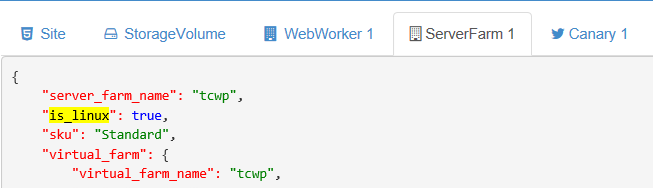 Site StorageVolume WebWorker 1 ServerFarm 1 Canary 1
{
"server_farm_name": "tcwp",
"is_linux": true,
"sku": "Standard",
"virtual_farm": {
"virtual_farm_name": "tcwp",